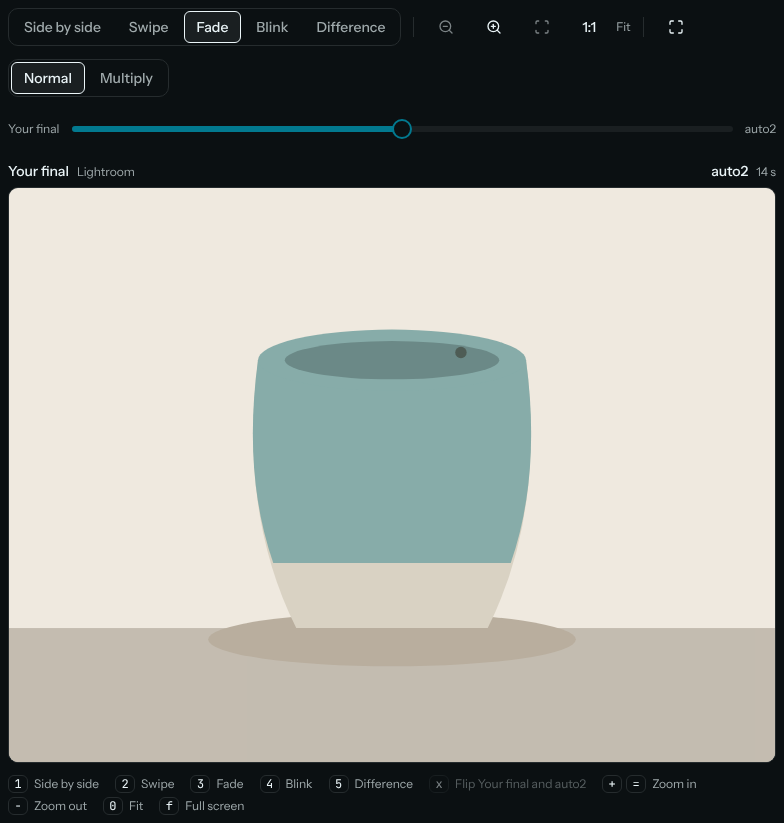 Side by side Swipe Fade Blink Difference 1:1 Fit
Normal Multiply
Your final auto2
Your final Lightroom auto2 14 s
1 Side by side 2 Swipe 3 Fade 4 Blink 5 Difference x Flip Your final and auto2 + = Zoom in
- Zoom out 0 Fit f Full screen